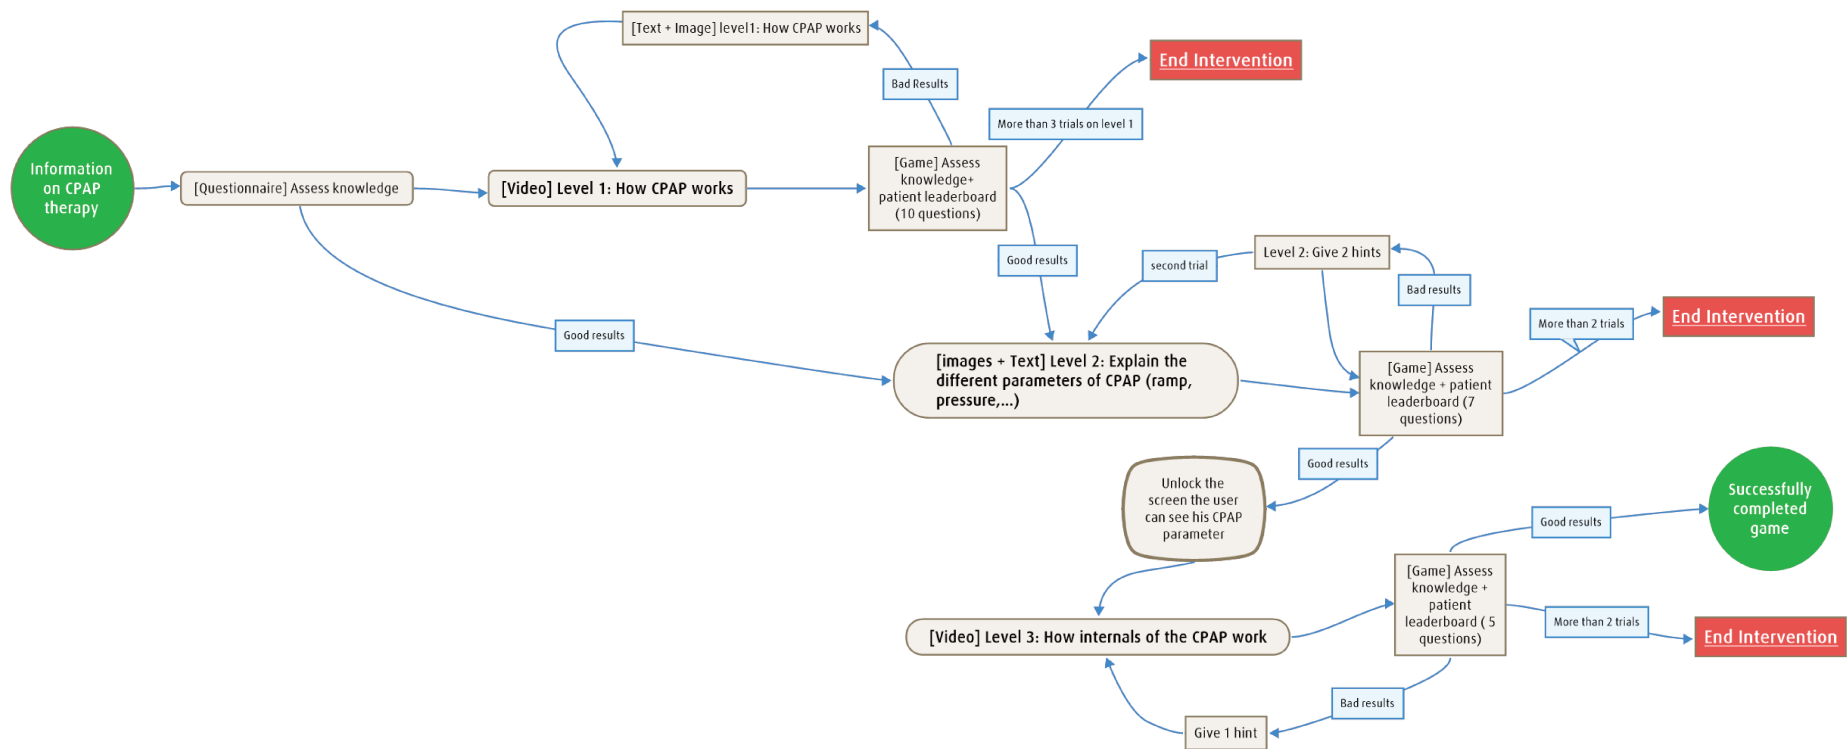 [Text + Image] level1: How CPAP works
Bad Results
End Intervention
More than 3 trials on level 1
Information
on CPAP
therapy
[Questionnaire] Assess knowledge
[Video] Level 1: How CPAP works
[Game] Assess
knowledge+
patient leaderboard
(10 questions)
Good results
second trial
Level 2: Give 2 hints
Bad results
Good results
More than 2 trials
End Intervention
[images + Text] Level 2: Explain the
different parameters of CPAP (ramp,
pressure,...)
[Game] Assess
knowledge + patient
leaderboard (7
questions)
Good results
Unlock the
screen the user
can see his CPAP
parameter
Good results
Successfully
completed
game
[Video] Level 3: How internals of the CPAP work
[Game] Assess
knowledge +
patient
leaderboard ( 5
questions)
More than 2 trials
End Intervention
Bad results
Give 1 hint